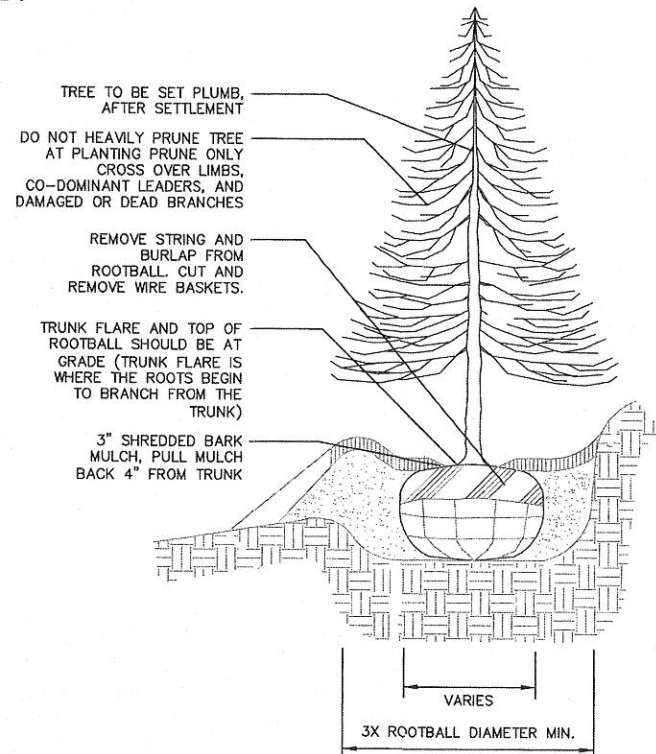 TREE TO BE SET PLUMB,
AFTER SETTLEMENT
DO NOT HEAVILY PRUNE TREE
AT PLANTING PRUNE ONLY
CROSS OVER LIMBS,
CO-DOMINANT LEADERS, AND
DAMAGED OR DEAD BRANCHES
REMOVE STRING AND
BURLAP FROM
ROOTBALL. CUT AND
REMOVE WIRE BASKETS.
TRUNK FLARE AND TOP OF
ROOTBALL SHOULD BE AT
GRADE (TRUNK FLARE IS
WHERE THE ROOTS BEGIN
TO BRANCH FROM THE
TRUNK)
3" SHREDDED BARK
MULCH, PULL MULCH
BACK 4" FROM TRUNK
VARIES
3X ROOTBALL DIAMETER MIN.